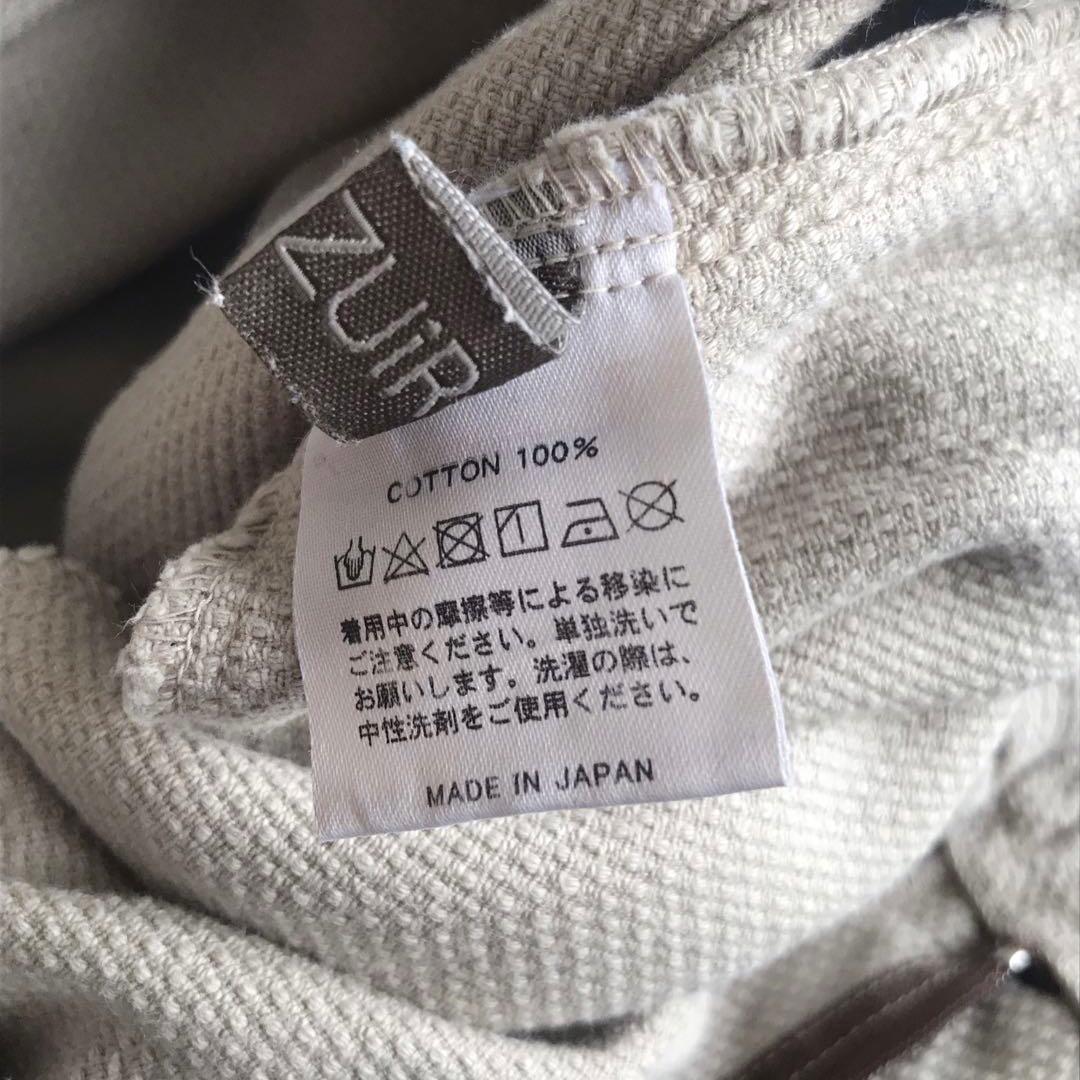 ZUiR
COTTON 100%
着用中の摩擦等による移染に
ご注意ください。単独洗いで
お願いします。洗濯の際は、
中性洗剤をご使用ください。
MADE IN JAPAN